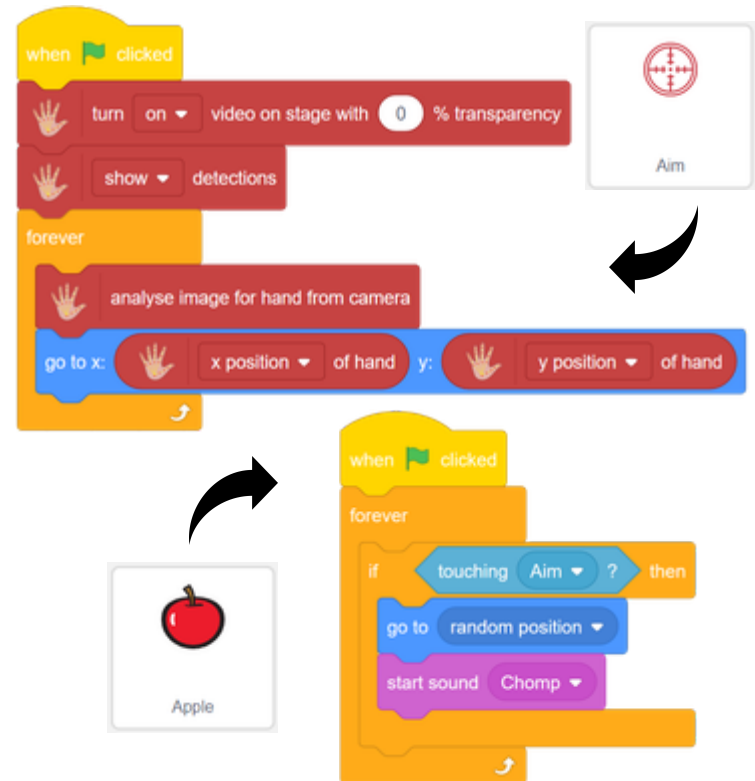 when clicked
turn on video on stage with 0 % transparency
show detections
forever
analyse image for hand from camera
go to x: x position of hand y: y position of hand
Aim
when clicked
forever
if touching Aim ? then
go to random position
start sound Chomp
Apple